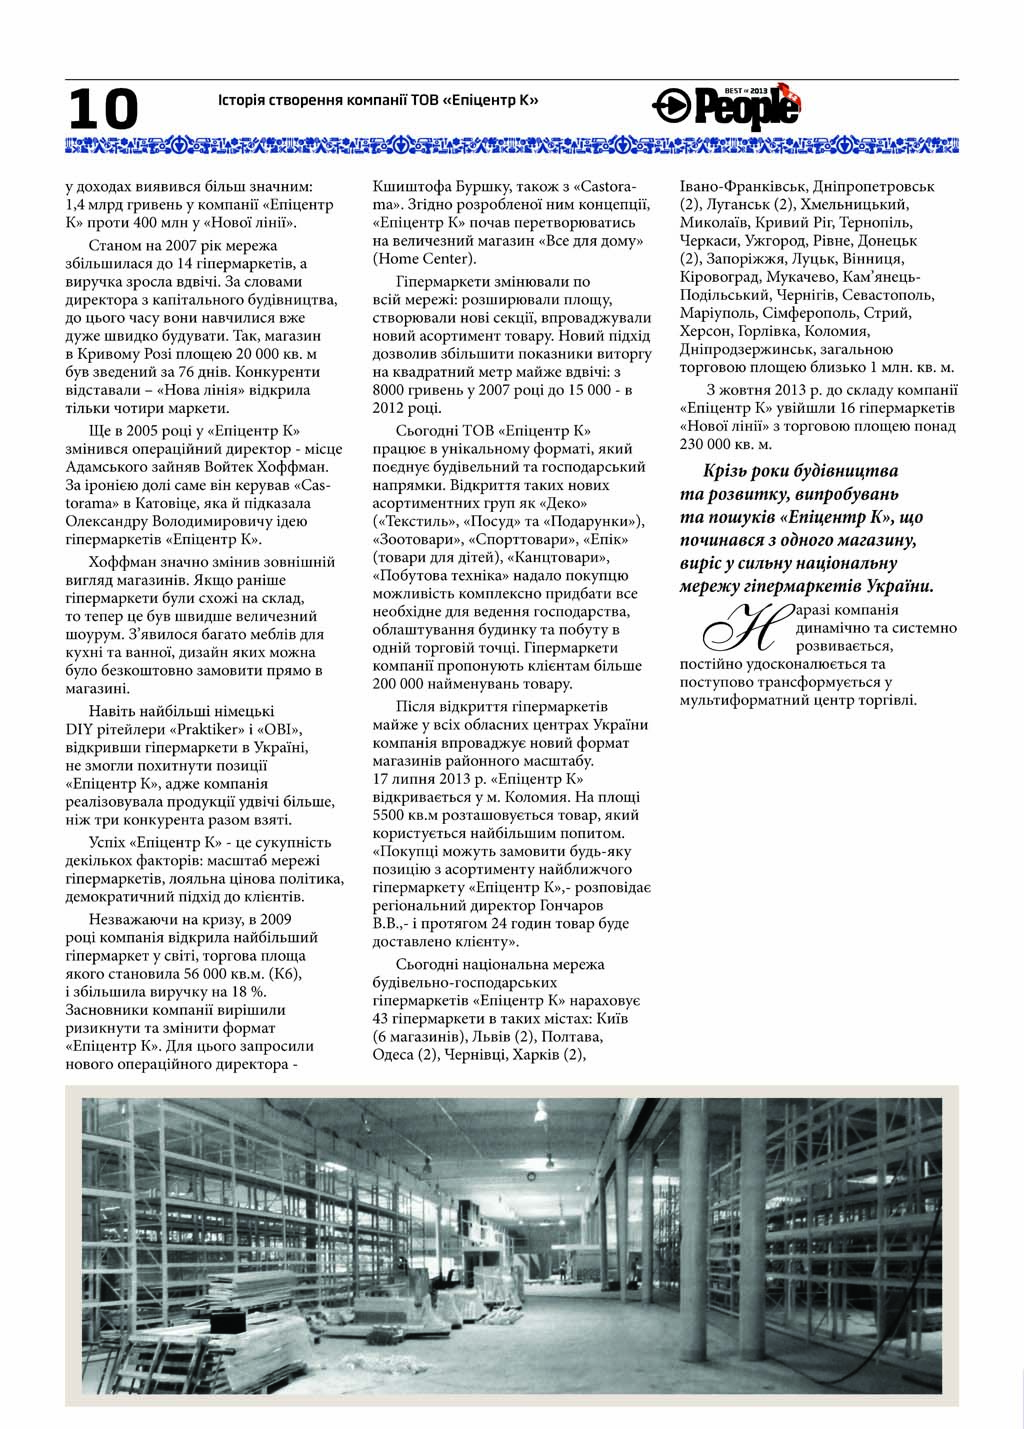 10
Історія створення компанії ТОВ «Епіцентр К»
BEST OF 2013
People
у доходах виявився більш значним:
1,4 млрд гривень у компанії «Епіцентр
К» проти 400 млн у «Нової лінії».
Станом на 2007 рік мережа
збільшилася до 14 гіпермаркетів, а
виручка зросла вдвічі. За словами
директора з капітального будівництва,
до цього часу вони навчилися вже
дуже швидко будувати. Так, магазин
в Кривому Розі площею 20 000 кв. м
був зведений за 76 днів. Конкуренти
відставали – «Нова лінія» відкрила
тільки чотири маркети.
Ще в 2005 році у «Епіцентр К»
змінився операційний директор - місце
Адамського зайняв Войтек Хоффман.
За іронією долі саме він керував «Cas-
torama» в Катовіце, яка й підказала
Олександру Володимировичу ідею
гіпермаркетів «Епіцентр К».
Хоффман значно змінив зовнішній
вигляд магазинів. Якщо раніше
гіпермаркети були схожі на склад,
то тепер це був швидше величезний
шоурум. З’явилося багато меблів для
кухні та ванної, дизайн яких можна
було безкоштовно замовити прямо в
магазині.
Навіть найбільші німецькі
DIY рітейлери «Praktiker» і «OBI»,
відкривши гіпермаркети в Україні,
не змогли похитнути позиції
«Епіцентр К», адже компанія
реалізовувала продукції удвічі більше,
ніж три конкурента разом взяті.
Успіх «Епіцентр К» - це сукупність
декількох факторів: масштаб мережі
гіпермаркетів, лояльна цінова політика,
демократичний підхід до клієнтів.
Незважаючи на кризу, в 2009
році компанія відкрила найбільший
гіпермаркет у світі, торгова площа
якого становила 56 000 кв.м. (К6),
і збільшила виручку на 18 %.
Засновники компанії вирішили
ризикнути та змінити формат
«Епіцентр К». Для цього запросили
нового операційного директора -
Кшиштофа Буршку, також з «Castora-
ma». Згідно розробленої ним концепції,
«Епіцентр К» почав перетворюватись
на величезний магазин «Все для дому»
(Home Center).
Гіпермаркети змінювали по
всій мережі: розширювали площу,
створювали нові секції, впроваджували
новий асортимент товару. Новий підхід
дозволив збільшити показники виторгу
на квадратний метр майже вдвічі: з
8000 гривень у 2007 році до 15 000 - в
2012 році.
Сьогодні ТОВ «Епіцентр К»
працює в унікальному форматі, який
поєднує будівельний та господарський
напрямки. Відкриття таких нових
асортиментних груп як «Деко»
(«Текстиль», «Посуд» та «Подарунки»),
«Зоотовари», «Спорттовари», «Епік»
(товари для дітей), «Канцтовари»,
«Побутова техніка» надало покупцю
можливість комплексно придбати все
необхідне для ведення господарства,
облаштування будинку та побуту в
одній торговій точці. Гіпермаркети
компанії пропонують клієнтам більше
200 000 найменувань товару.
Після відкриття гіпермаркетів
майже у всіх обласних центрах України
компанія впроваджує новий формат
магазинів районного масштабу.
17 липня 2013 р. «Епіцентр К»
відкривається у м. Коломия. На площі
5500 кв.м розташовується товар, який
користується найбільшим попитом.
«Покупці можуть замовити будь-яку
позицію з асортименту найближчого
гіпермаркету «Епіцентр К»,- розповідає
регіональний директор Гончаров
В.В.,- і протягом 24 годин товар буде
доставлено клієнту».
Сьогодні національна мережа
будівельно-господарських
гіпермаркетів «Епіцентр К» нараховує
43 гіпермаркети в таких містах: Київ
(6 магазинів), Львів (2), Полтава,
Одеса (2), Чернівці, Харків (2),
Івано-Франківськ, Дніпропетровськ
(2), Луганськ (2), Хмельницький,
Миколаїв, Кривий Ріг, Тернопіль,
Черкаси, Ужгород, Рівне, Донецьк
(2), Запоріжжя, Луцьк, Вінниця,
Кіровоград, Мукачево, Кам’янець-
Подільський, Чернігів, Севастополь,
Маріуполь, Сімферополь, Стрий,
Херсон, Горлівка, Коломия,
Дніпродзержинськ, загальною
торговою площею близько 1 млн. кв. м.
З жовтня 2013 р. до складу компанії
«Епіцентр К» увійшли 16 гіпермаркетів
«Нової лінії» з торговою площею понад
230 000 кв. м.
Крізь роки будівництва
та розвитку, випробувань
та пошуків «Епіцентр К», що
починався з одного магазину,
виріс у сильну національну
мережу гіпермаркетів України.
Наразі компанія
динамічно та системно
розвивається,
постійно удосконалюється та
поступово трансформується у
мультиформатний центр торгівлі.